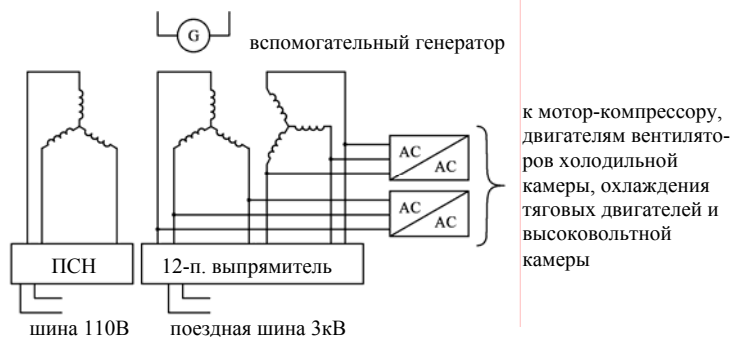 G
вспомогательный генератор
AC
AC
AC
AC
к мотор-компрессору,
двигателям вентилято-
ров холодильной
камеры, охлаждения
тяговых двигателей и
высоковольтной
камеры
ПСН
12-п. выпрямитель
шина 110В
поездная шина 3кВ